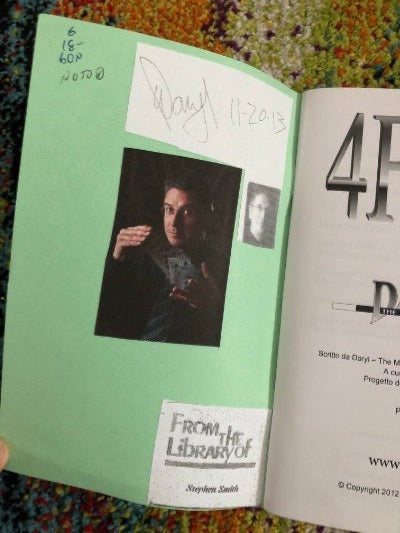 6
18-
60P
Daryl 11-20-13
FROM THE
LIBRARY of
Stephen Smith
4F
THE
Scritto da Daryl – The M
A cu
Progetto d
P
www.
© Copyright 2012